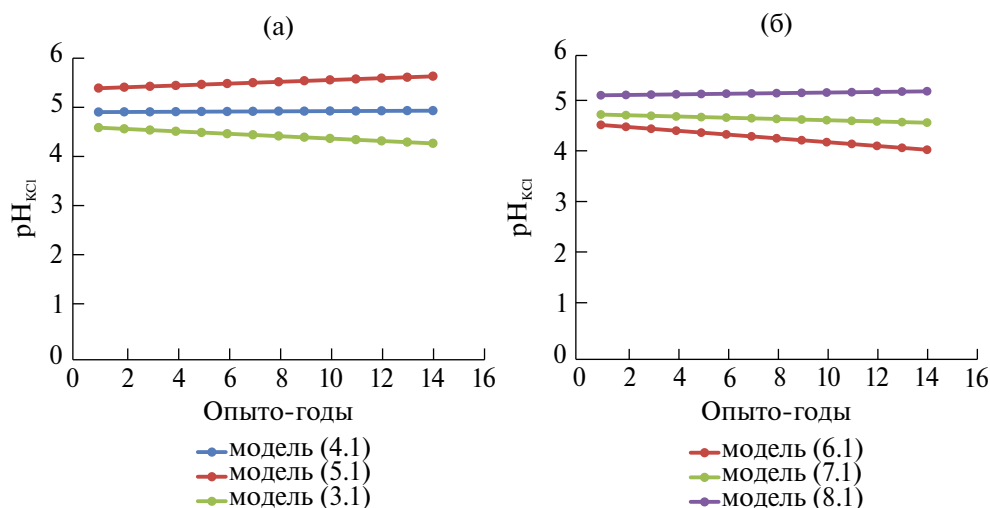 (а)
6
5
4
3
2
1
0
pHKCl
0 2 4 6 8 10 12 14 16
Опыто-годы
модель (4.1)
модель (5.1)
модель (3.1)
(б)
6
5
4
3
2
1
0
pHKCl
0 2 4 6 8 10 12 14 16
Опыто-годы
модель (6.1)
модель (7.1)
модель (8.1)